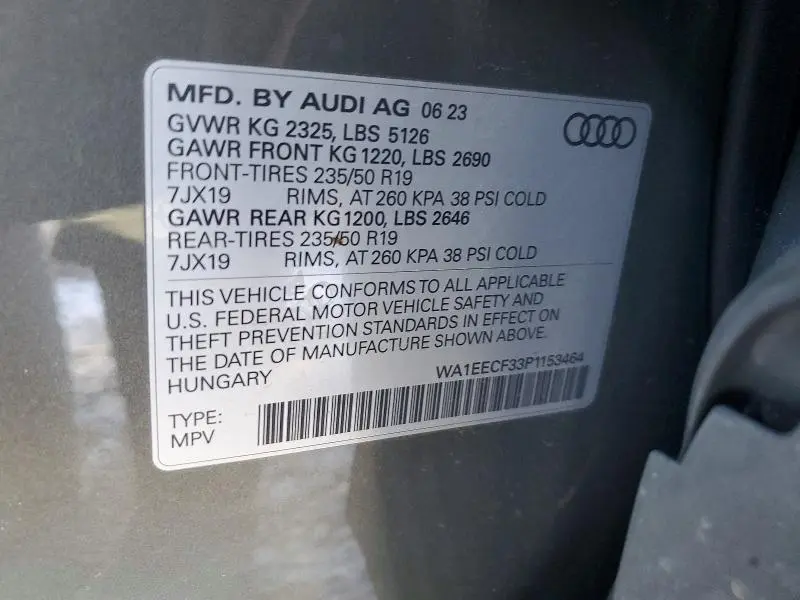 MFD. BY AUDI AG 06 23
GVWR KG 2325, LBS 5126
GAWR FRONT KG 1220, LBS 2690
FRONT-TIRES 235/50 R19
7JX19 RIMS, AT 260 KPA 38 PSI COLD
GAWR REAR KG 1200, LBS 2646
REAR-TIRES 235/50 R19
7JX19 RIMS, AT 260 KPA 38 PSI COLD
THIS VEHICLE CONFORMS TO ALL APPLICABLE
U.S. FEDERAL MOTOR VEHICLE SAFETY AND
THEFT PREVENTION STANDARDS IN EFFECT ON
THE DATE OF MANUFACTURE SHOWN ABOVE.
HUNGARY WA1EECF33P1153464
TYPE:
MPV